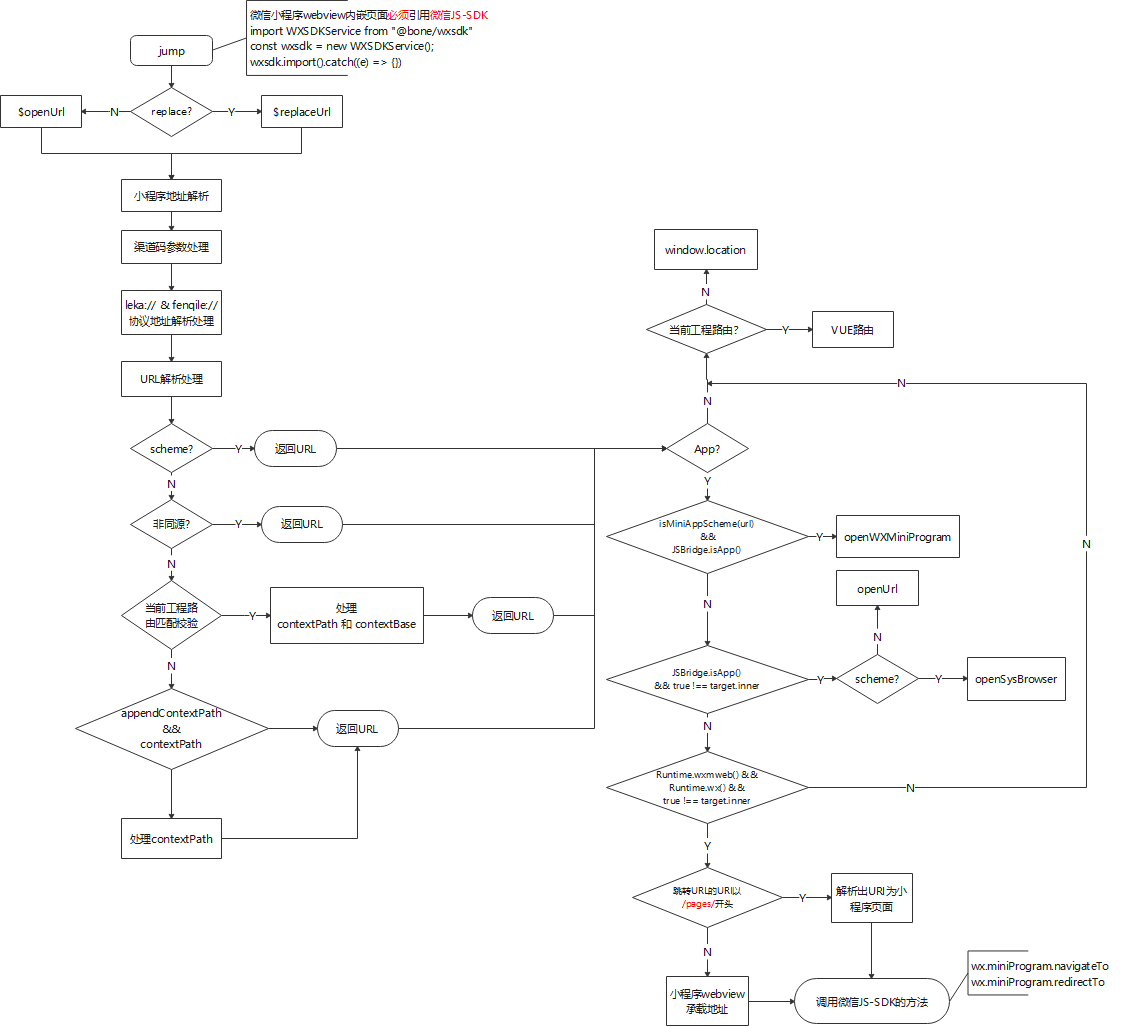 微信小程序webview内嵌页面必须引用微信JS-SDK
import WXSDKService from "@bone/wxsdk"
const wxsdk = new WXSDKService();
wxsdk.import().catch((e) => {})
jump
replace?
N
Y
$openUrl
$replaceUrl
小程序地址解析
渠道码参数处理
leka:// & fenqile://
协议地址解析处理
URL解析处理
scheme?
Y
返回URL
N
非同源?
Y
返回URL
N
当前工程路
由匹配校验
Y
处理
contextPath 和 contextBase
返回URL
N
appendContextPath
&&
contextPath
返回URL
处理contextPath
window.location
N
当前工程路由?
Y
VUE路由
N
N
App?
Y
isMiniAppScheme(url)
&&
JSBridge.isApp()
Y
openWXMiniProgram
N
N
openUrl
N
JSBridge.isApp()
&& true !== target.inner
Y
scheme?
Y
openSysBrowser
N
Runtime.wxmweb() &&
Runtime.wx() &&
true !== target.inner
N
Y
跳转URL的URI以
/pages/开头
Y
解析出URI为小
程序页面
N
小程序webview
承载地址
调用微信JS-SDK的方法
wx.miniProgram.navigateTo
wx.miniProgram.redirectTo